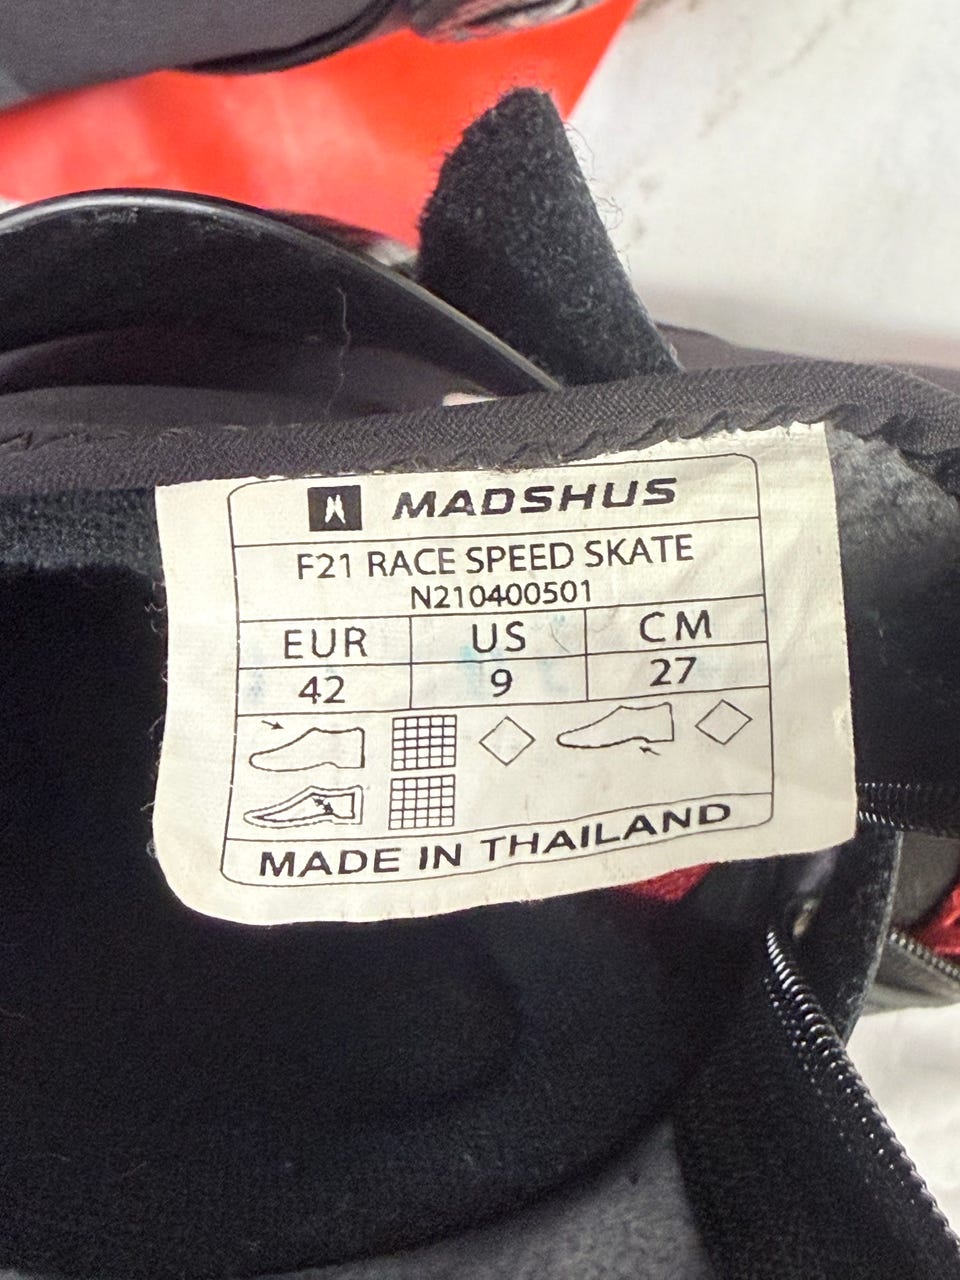 MADSHUS
F21 RACE SPEED SKATE
N210400501
EUR US CM
42 9 27
MADE IN THAILAND